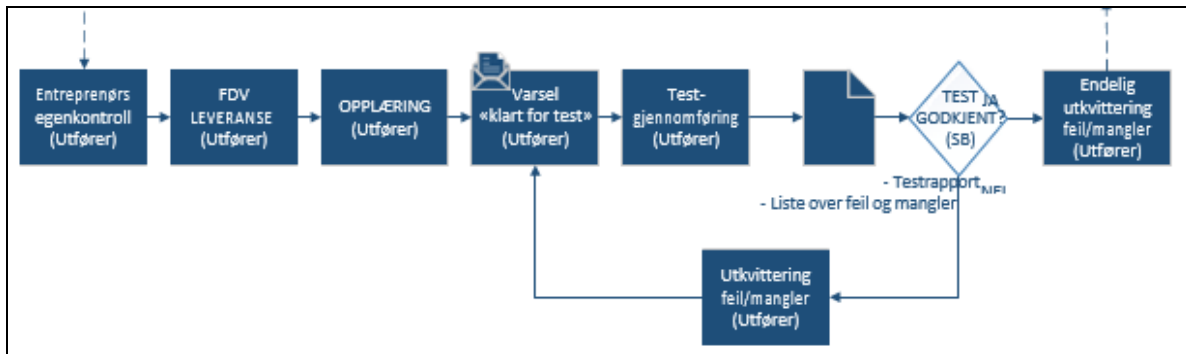 Entreprenørs
egenkontroll
(Utfører)
FDV
LEVERANSE
(Utfører)
OPPLÆRING
(Utfører)
Varsel
«klart for test»
(Utfører)
Test-
gjennomføring
(Utfører)
TEST
GODKJENT?
(SB)
JA
Endelig
utkvittering
feil/mangler
(Utfører)
- Testrapport
- Liste over feil og mangler
NEI
Utkvittering
feil/mangler
(Utfører)